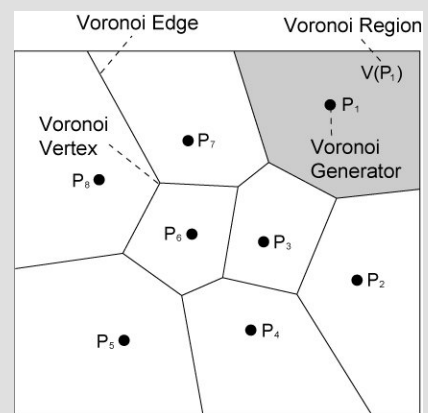 Voronoi Edge
Voronoi Region
V(P₁)
P₁
Voronoi
Generator
Voronoi
Vertex
P₇
P₈
P₆
P₃
P₂
P₄
P₅